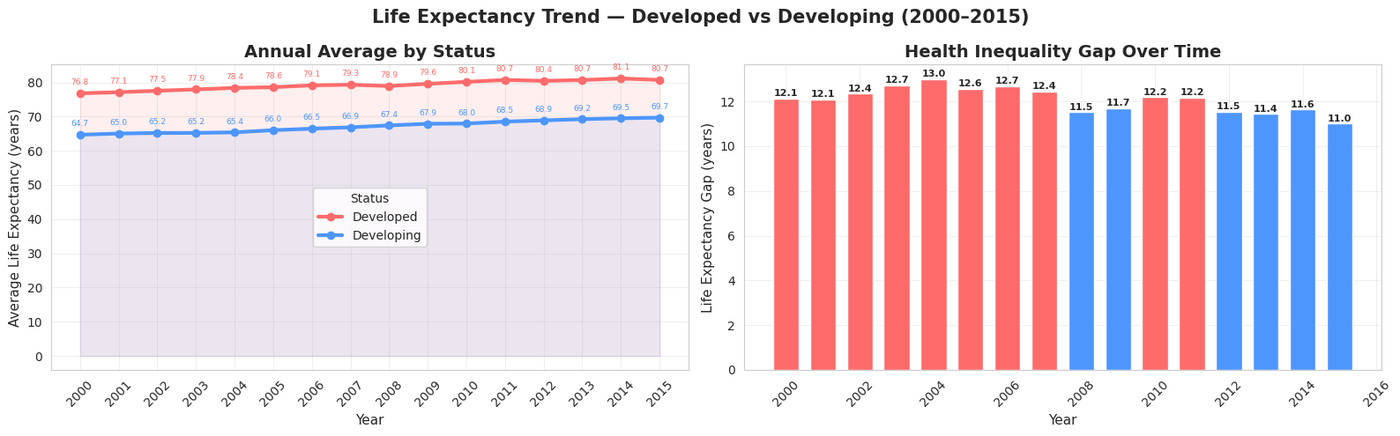 Life Expectancy Trend — Developed vs Developing (2000–2015)
Annual Average by Status
Average Life Expectancy (years)
80
70
60
50
40
30
20
10
0
76.8 77.1 77.5 77.9 78.4 78.6 79.1 79.3 78.9 79.6 80.1 80.7 80.4 80.7 81.1 80.7
64.7 65.0 65.2 65.2 65.4 66.0 66.5 66.9 67.4 67.9 68.0 68.5 68.9 69.2 69.5 69.7
Status
Developed
Developing
2000 2001 2002 2003 2004 2005 2006 2007 2008 2009 2010 2011 2012 2013 2014 2015
Year
Health Inequality Gap Over Time
Life Expectancy Gap (years)
12
10
8
6
4
2
0
12.1 12.1 12.4 12.7 13.0 12.6 12.7 12.4 11.5 11.7 12.2 12.2 11.5 11.4 11.6 11.0
2000 2002 2004 2006 2008 2010 2012 2014 2016
Year